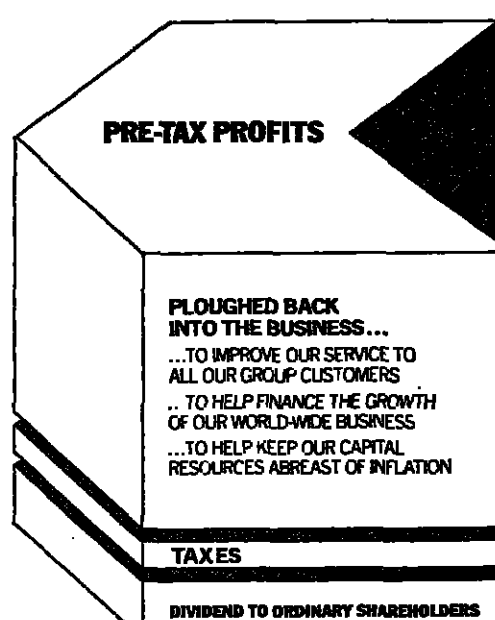 PRE-TAX PROFITS
PLOUGHED BACK
INTO THE BUSINESS...
...TO IMPROVE OUR SERVICE TO
ALL OUR GROUP CUSTOMERS
.. TO HELP FINANCE THE GROWTH
OF OUR WORLD-WIDE BUSINESS
...TO HELP KEEP OUR CAPITAL
RESOURCES ABREAST OF INFLATION
TAXES
DIVIDEND TO ORDINARY SHAREHOLDERS